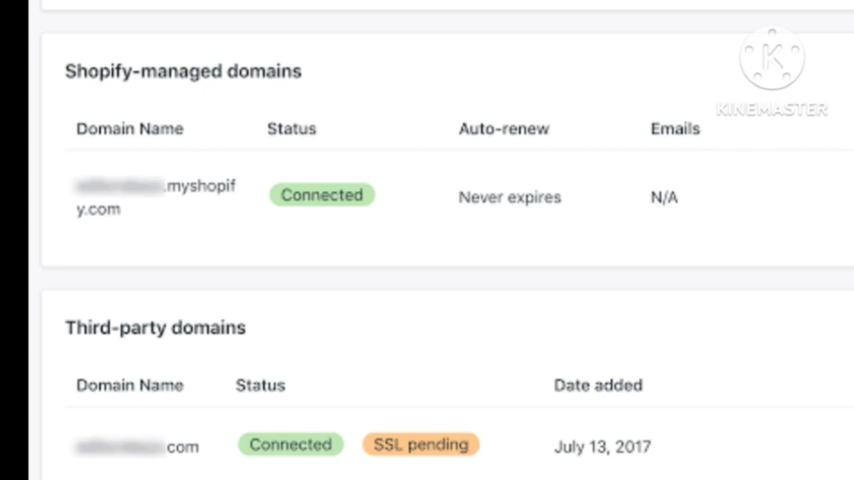 Shopify-managed domains
KINEMASTER
Domain Name Status Auto-renew Emails
.myshopif
y.com
Connected Never expires N/A
Third-party domains
Domain Name Status Date added
com Connected SSL pending July 13, 2017